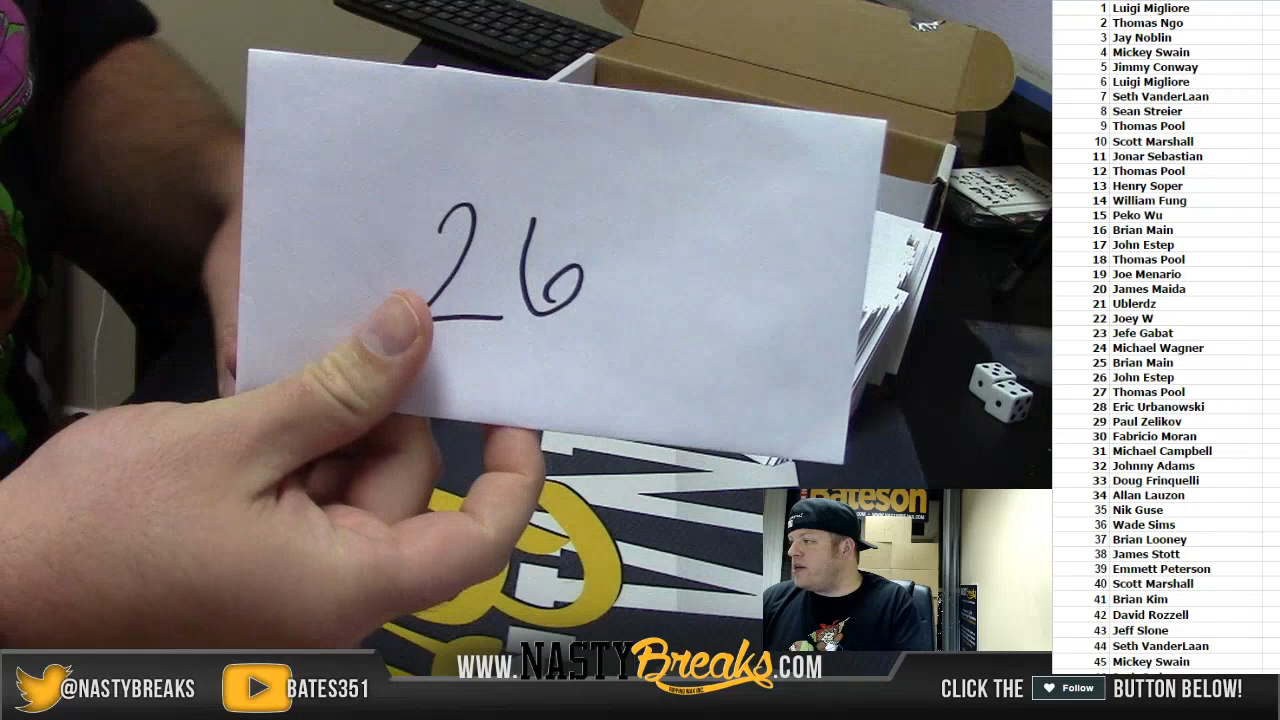 26
1 Luigi Migliore
2 Thomas Ngo
3 Jay Noblin
4 Mickey Swain
5 Jimmy Conway
6 Luigi Migliore
7 Seth VanderLaan
8 Sean Streier
9 Thomas Pool
10 Scott Marshall
11 Jonar Sebastian
12 Thomas Pool
13 Henry Soper
14 William Fung
15 Peko Wu
16 Brian Main
17 John Estep
18 Thomas Pool
19 Joe Menario
20 James Maida
21 Ublerdz
22 Joey W
23 Jefe Gabat
24 Michael Wagner
25 Brian Main
26 John Estep
27 Thomas Pool
28 Eric Urbanowski
29 Paul Zelikov
30 Fabricio Moran
31 Michael Campbell
32 Johnny Adams
33 Doug Frinquelli
34 Allan Lauzon
35 Nik Guse
36 Wade Sims
37 Brian Looney
38 James Stott
39 Emmett Peterson
40 Scott Marshall
41 Brian Kim
42 David Rozzell
43 Jeff Slone
44 Seth VanderLaan
45 Mickey Swain
Bateson
@NASTYBREAKS
BATES351
WWW.NASTYBreaks.COM
RIPPING WAX INC.
CLICK THE Follow BUTTON BELOW!